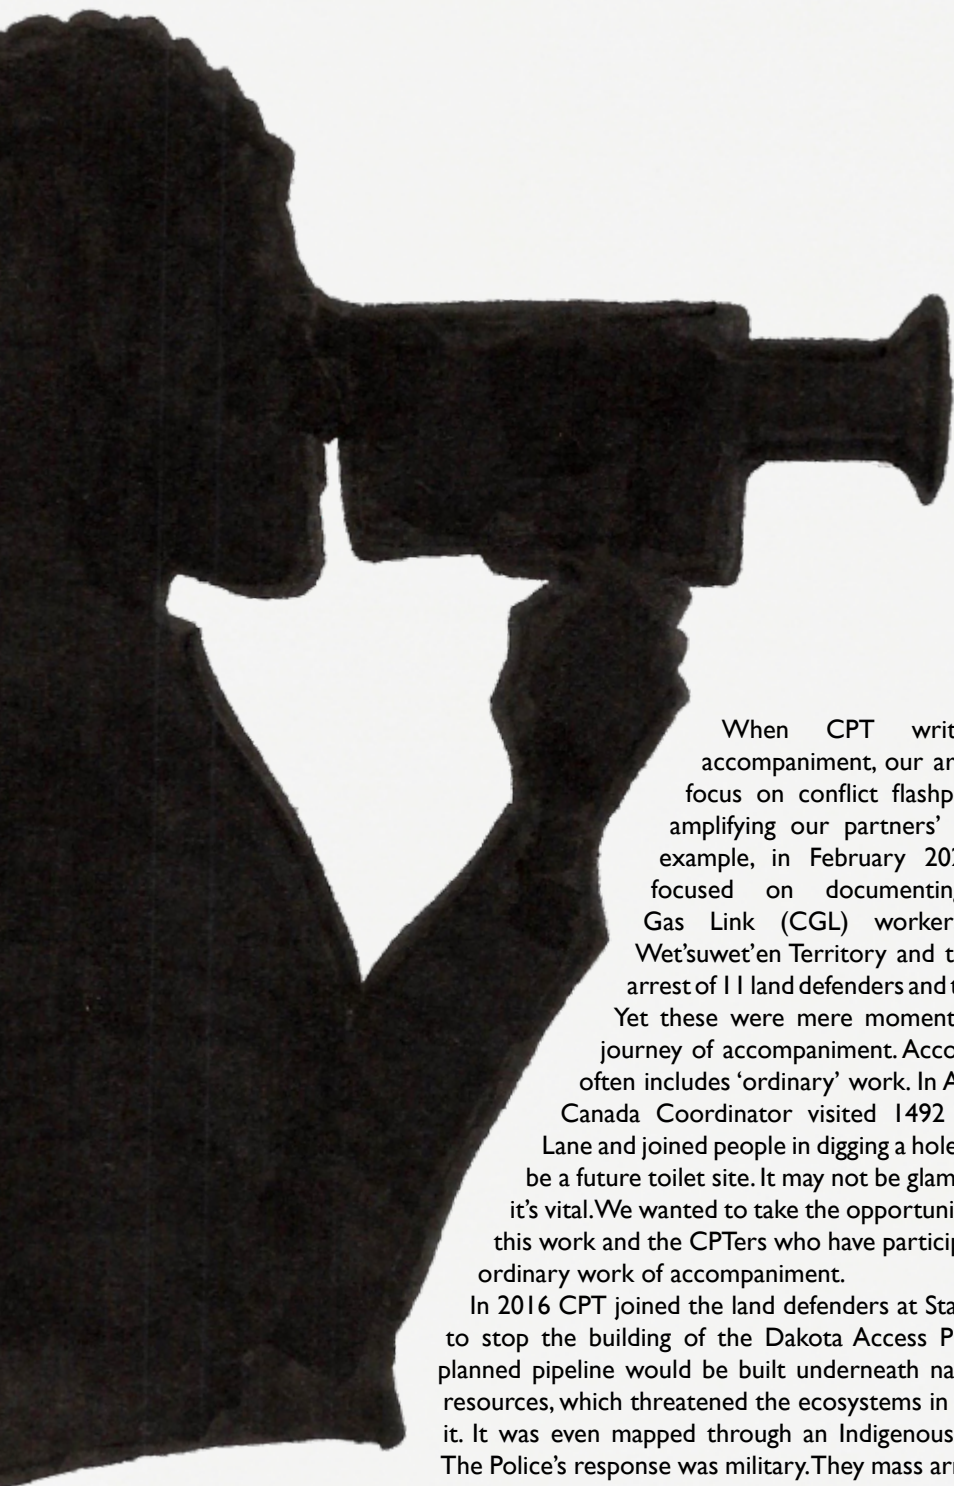 When CPT writ
accompaniment, our ar
focus on conflict flashp
amplifying our partners’
example, in February 202
focused on documenting
Gas Link (CGL) worker
Wet’suwet’en Territory and t
arrest of 11 land defenders and t
Yet these were mere moment
journey of accompaniment. Acco
often includes ‘ordinary’ work. In A
Canada Coordinator visited 1492
Lane and joined people in digging a hole
be a future toilet site. It may not be glam
it’s vital. We wanted to take the opportuni
this work and the CPTers who have particip
ordinary work of accompaniment.
In 2016 CPT joined the land defenders at Sta
to stop the building of the Dakota Access P
planned pipeline would be built underneath na
resources, which threatened the ecosystems in
it. It was even mapped through an Indigenous
The Police’s response was military. They mass arr